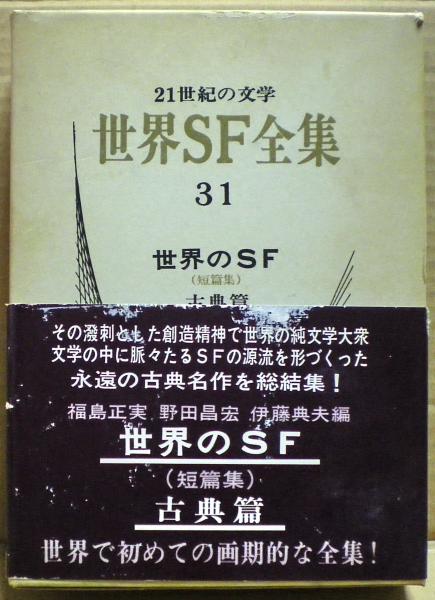 21世紀の文学
世界SF全集
31
世界のSF
(短篇集)
古典篇
その潑刺とした創造精神で世界の純文学大衆
文学の中に脈々たるSFの源流を形づくった
永遠の古典名作を総結集!
福島正実 野田昌宏 伊藤典夫編
世界のSF
(短篇集)
古典篇
世界で初めての画期的な全集!